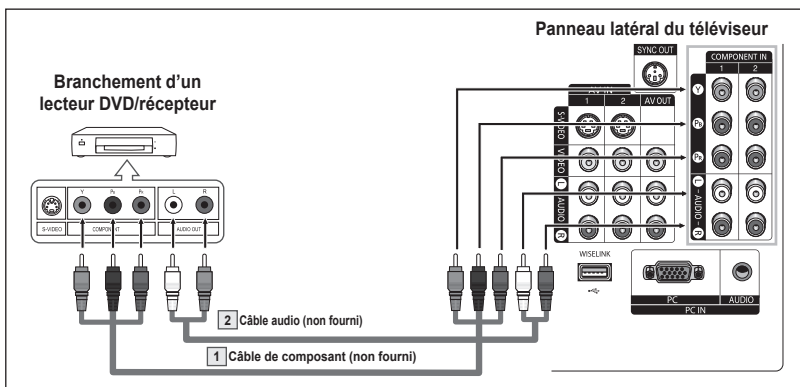 Panneau latéral du téléviseur
Branchement d’un
lecteur DVD/récepteur
SYNC OUT
COMPONENT IN
1 2
AV IN
1 2 AV OUT
S-VIDEO
VIDEO
L - AUDIO - R
Y
PB
PR
L - AUDIO - R
Y PB PR L R
S-VIDEO COMPONENT AUDIO OUT
WISELINK
PC AUDIO
PC IN
2 Câble audio (non fourni)
1 Câble de composant (non fourni)